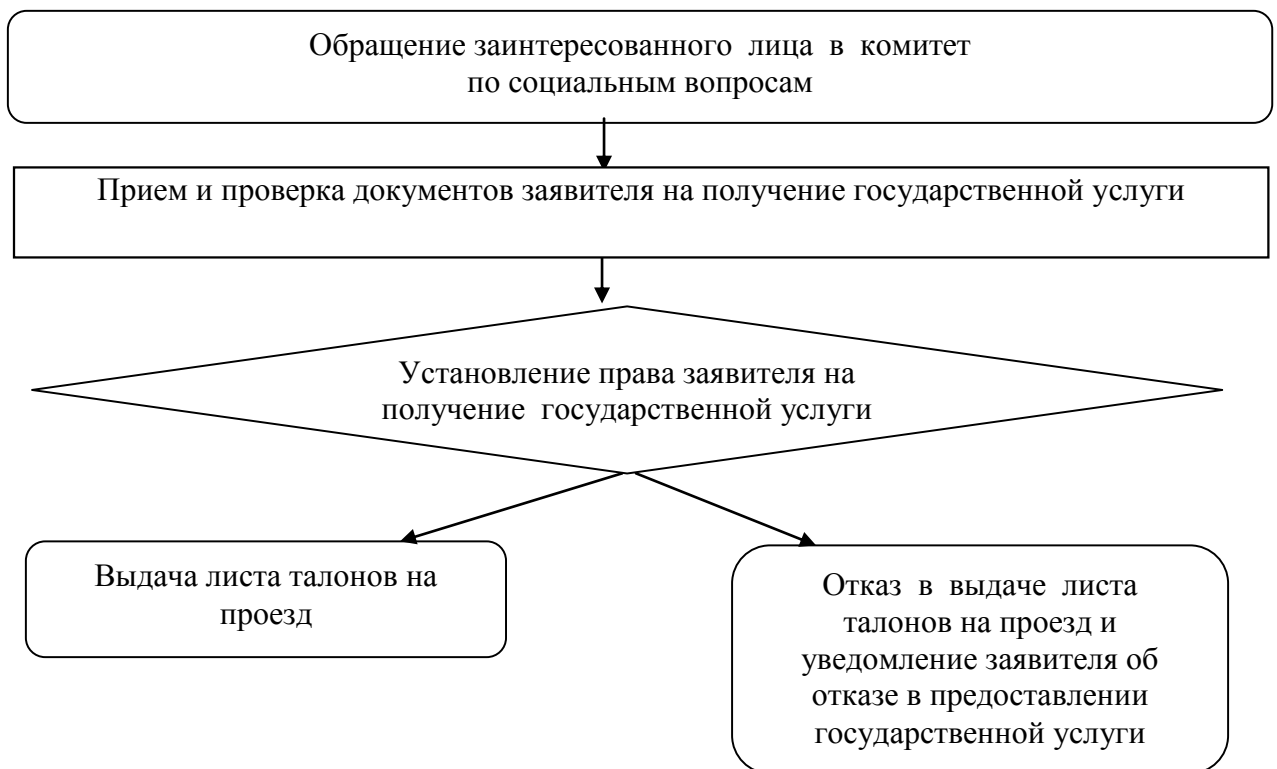 Обращение заинтересованного лица в комитет
по социальным вопросам
Прием и проверка документов заявителя на получение государственной услуги
Установление права заявителя на
получение государственной услуги
Выдача листа талонов на
проезд
Отказ в выдаче листа
талонов на проезд и
уведомление заявителя об
отказе в предоставлении
государственной услуги